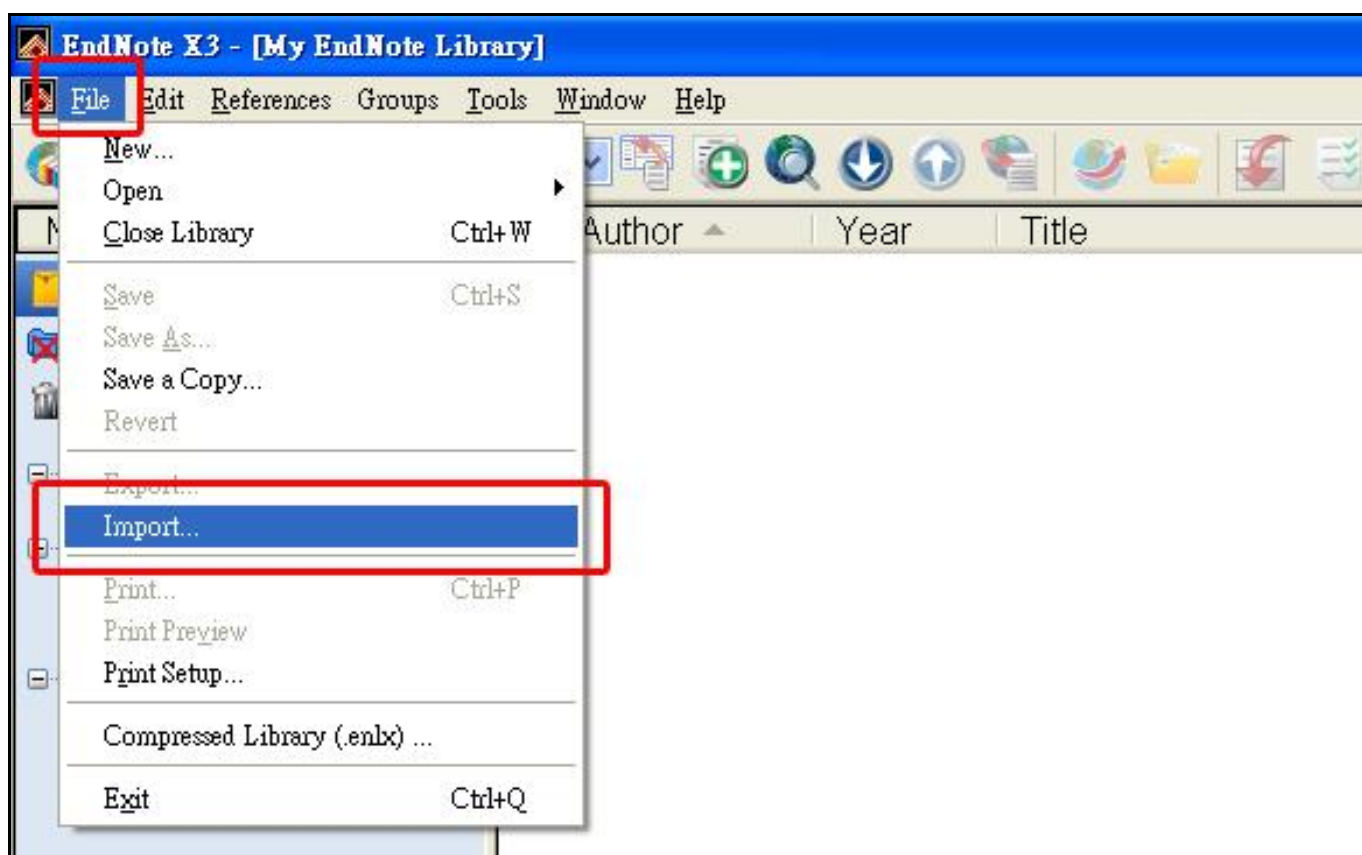 EndNote X3 - [My EndNote Library]
File Edit References Groups Tools Window Help
New...
Open
Close Library Ctrl+W
Author Year Title
Save Ctrl+S
Save As...
Save a Copy...
Revert
Export...
Import...
Print... Ctrl+P
Print Preview
Print Setup...
Compressed Library (.enlx) ...
Exit Ctrl+Q